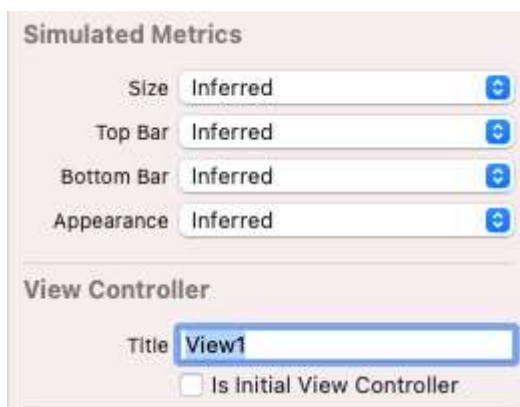 Simulated Metrics
Size Inferred
Top Bar Inferred
Bottom Bar Inferred
Appearance Inferred
View Controller
Title View1
Is Initial View Controller